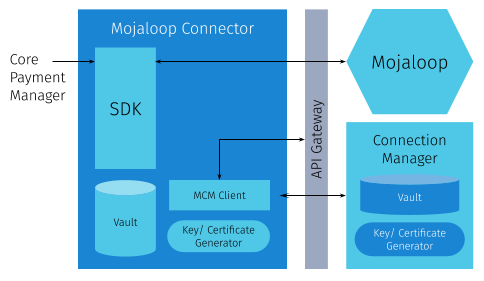 Mojaloop Connector
Core
Payment
Manager
SDK
Vault
MCM Client
Key/ Certificate
Generator
API Gateway
Mojaloop
Connection
Manager
Vault
Key/ Certificate
Generator